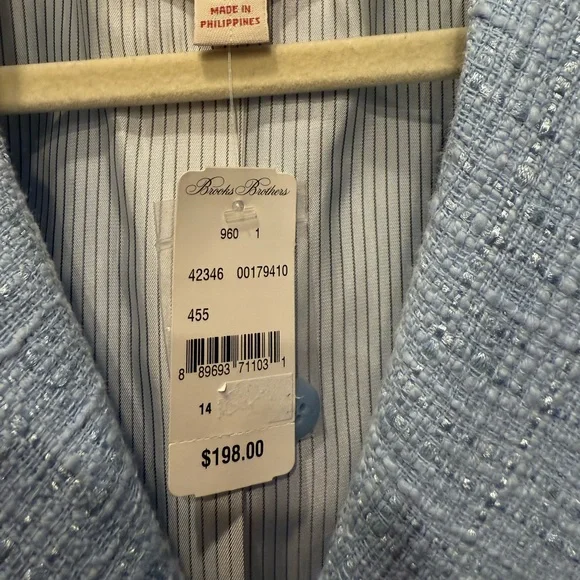 MADE IN
PHILIPPINES
Brooks Brothers
960 1
42346 00179410
455
8 89693 71103 1
14
$198.00